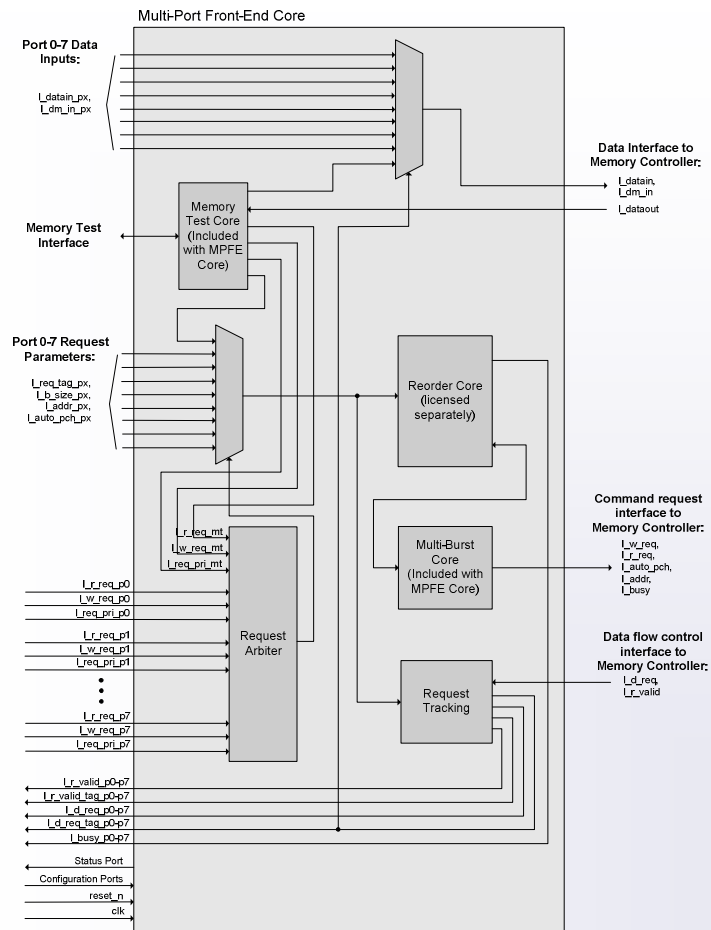 Multi-Port Front-End Core
Port 0-7 Data
Inputs:
l_datain_px,
l_dm_in_px
Data Interface to
Memory Controller:
l_datain,
l_dm_in
l_dataout
Memory Test
Interface
Memory
Test Core
(Included
with MPFE
Core)
Port 0-7 Request
Parameters:
l_req_tag_px,
l_b_size_px,
l_addr_px,
l_auto_pch_px
Reorder Core
(licensed
separately)
Command request
interface to
Memory Controller:
l_w_req,
l_r_req,
l_auto_pch,
l_addr,
l_busy
Multi-Burst
Core
(Included with
MPFE Core)
l_r_req_mt
l_w_req_mt
l_req_pri_mt
l_r_req_p0
l_w_req_p0
l_req_pri_p0
l_r_req_p1
l_w_req_p1
l_req_pri_p1
l_r_req_p7
l_w_req_p7
l_req_pri_p7
Request
Arbiter
Data flow control
interface to
Memory Controller:
l_d_req,
l_r_valid
Request
Tracking
l_r_valid_p0-p7
l_r_valid_tag_p0-p7
l_d_req_p0-p7
l_d_req_tag_p0-p7
l_busy_p0-p7
Status Port
Configuration Ports
reset_n
clk